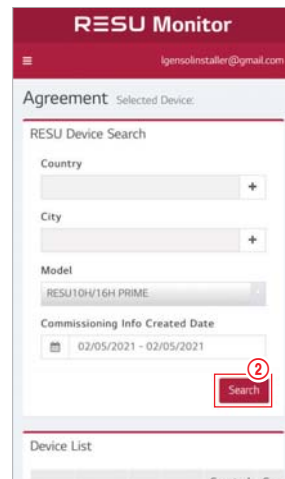 RESU Monitor
lgensolinstaller@gmail.com
Agreement Selected Device:
RESU Device Search
Country
+
City
+
Model
RESU10H/16H PRIME
Commissioning Info Created Date
02/05/2021 - 02/05/2021
②
Search
Device List